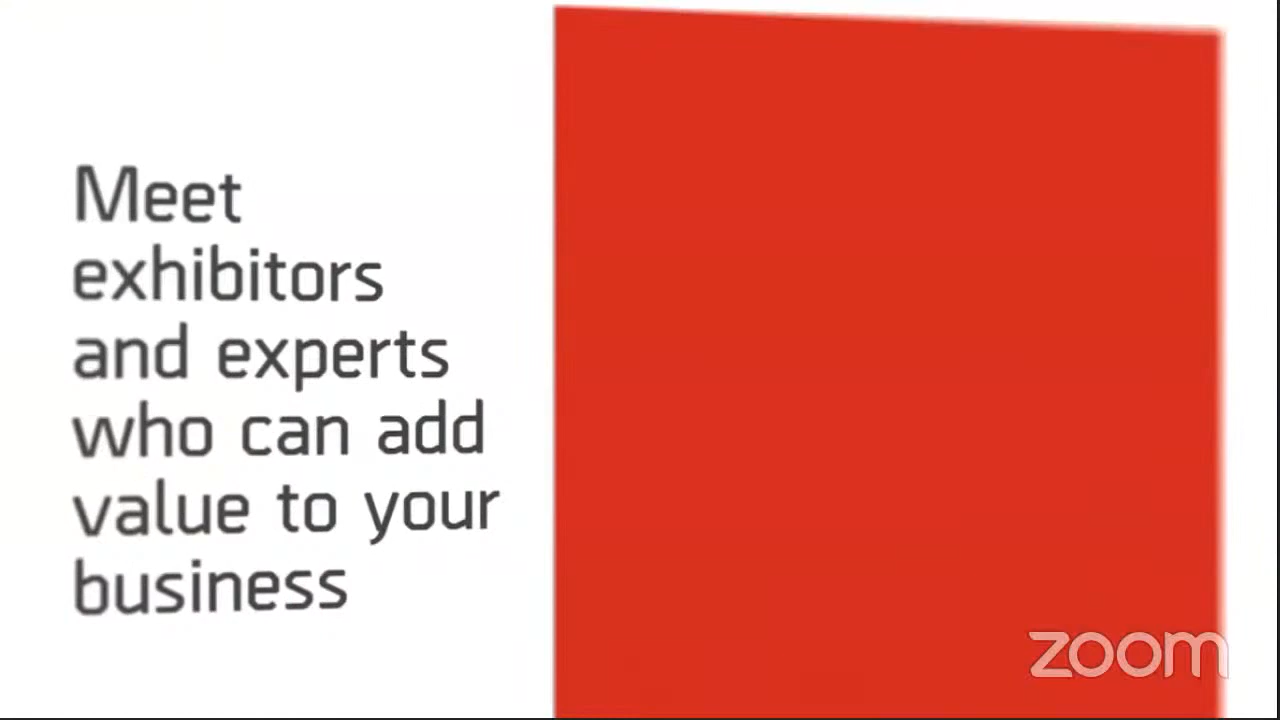 Meet
exhibitors
and experts
who can add
value to your
business
zoom